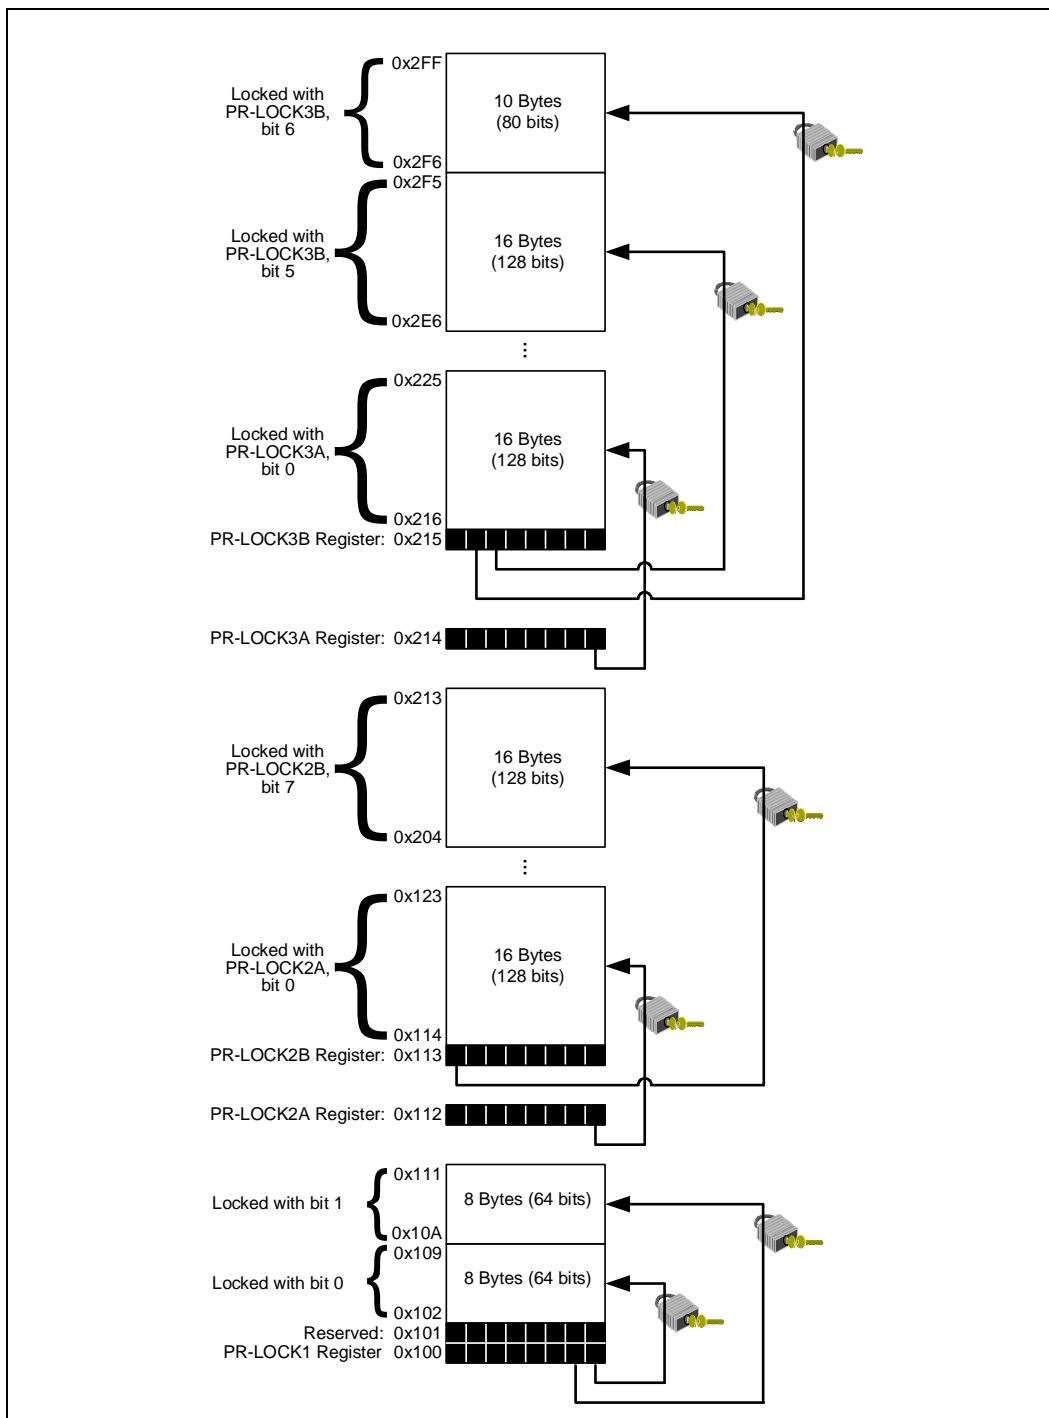 0x2FF
Locked with
PR-LOCK3B,
bit 6
10 Bytes
(80 bits)
0x2F6
0x2F5
Locked with
PR-LOCK3B,
bit 5
16 Bytes
(128 bits)
0x2E6
...
0x225
Locked with
PR-LOCK3A,
bit 0
16 Bytes
(128 bits)
0x216
PR-LOCK3B Register: 0x215
PR-LOCK3A Register: 0x214
0x213
Locked with
PR-LOCK2B,
bit 7
16 Bytes
(128 bits)
0x204
...
0x123
Locked with
PR-LOCK2A,
bit 0
16 Bytes
(128 bits)
0x114
PR-LOCK2B Register: 0x113
PR-LOCK2A Register: 0x112
0x111
Locked with bit 1
8 Bytes (64 bits)
0x10A
0x109
Locked with bit 0
8 Bytes (64 bits)
0x102
Reserved: 0x101
PR-LOCK1 Register 0x100